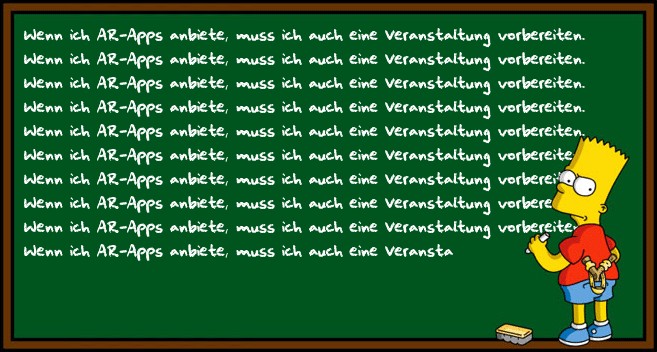 Wenn ich AR-Apps anbiete, muss ich auch eine Veranstaltung vorbereiten.
Wenn ich AR-Apps anbiete, muss ich auch eine Veranstaltung vorbereiten.
Wenn ich AR-Apps anbiete, muss ich auch eine Veranstaltung vorbereiten.
Wenn ich AR-Apps anbiete, muss ich auch eine Veranstaltung vorbereiten.
Wenn ich AR-Apps anbiete, muss ich auch eine Veranstaltung vorbereiten.
Wenn ich AR-Apps anbiete, muss ich auch eine Veranstaltung vorbereite
Wenn ich AR-Apps anbiete, muss ich auch eine Veranstaltung vorbereit
Wenn ich AR-Apps anbiete, muss ich auch eine Veranstaltung vorbereite
Wenn ich AR-Apps anbiete, muss ich auch eine Veranstaltung vorbereiten
Wenn ich AR-Apps anbiete, muss ich auch eine Veransta